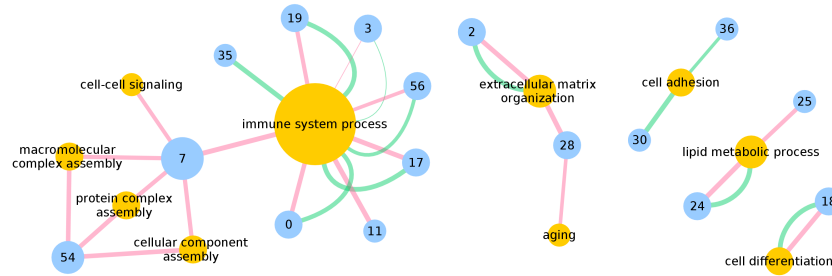 19
3
36
2
35
cell-cell signaling
56
extracellular matrix
organization
cell adhesion
25
immune system process
30
28
macromolecular
complex assembly
7
17
lipid metabolic process
protein complex
assembly
24
18
0
11
aging
54
cellular component
assembly
cell differentiation